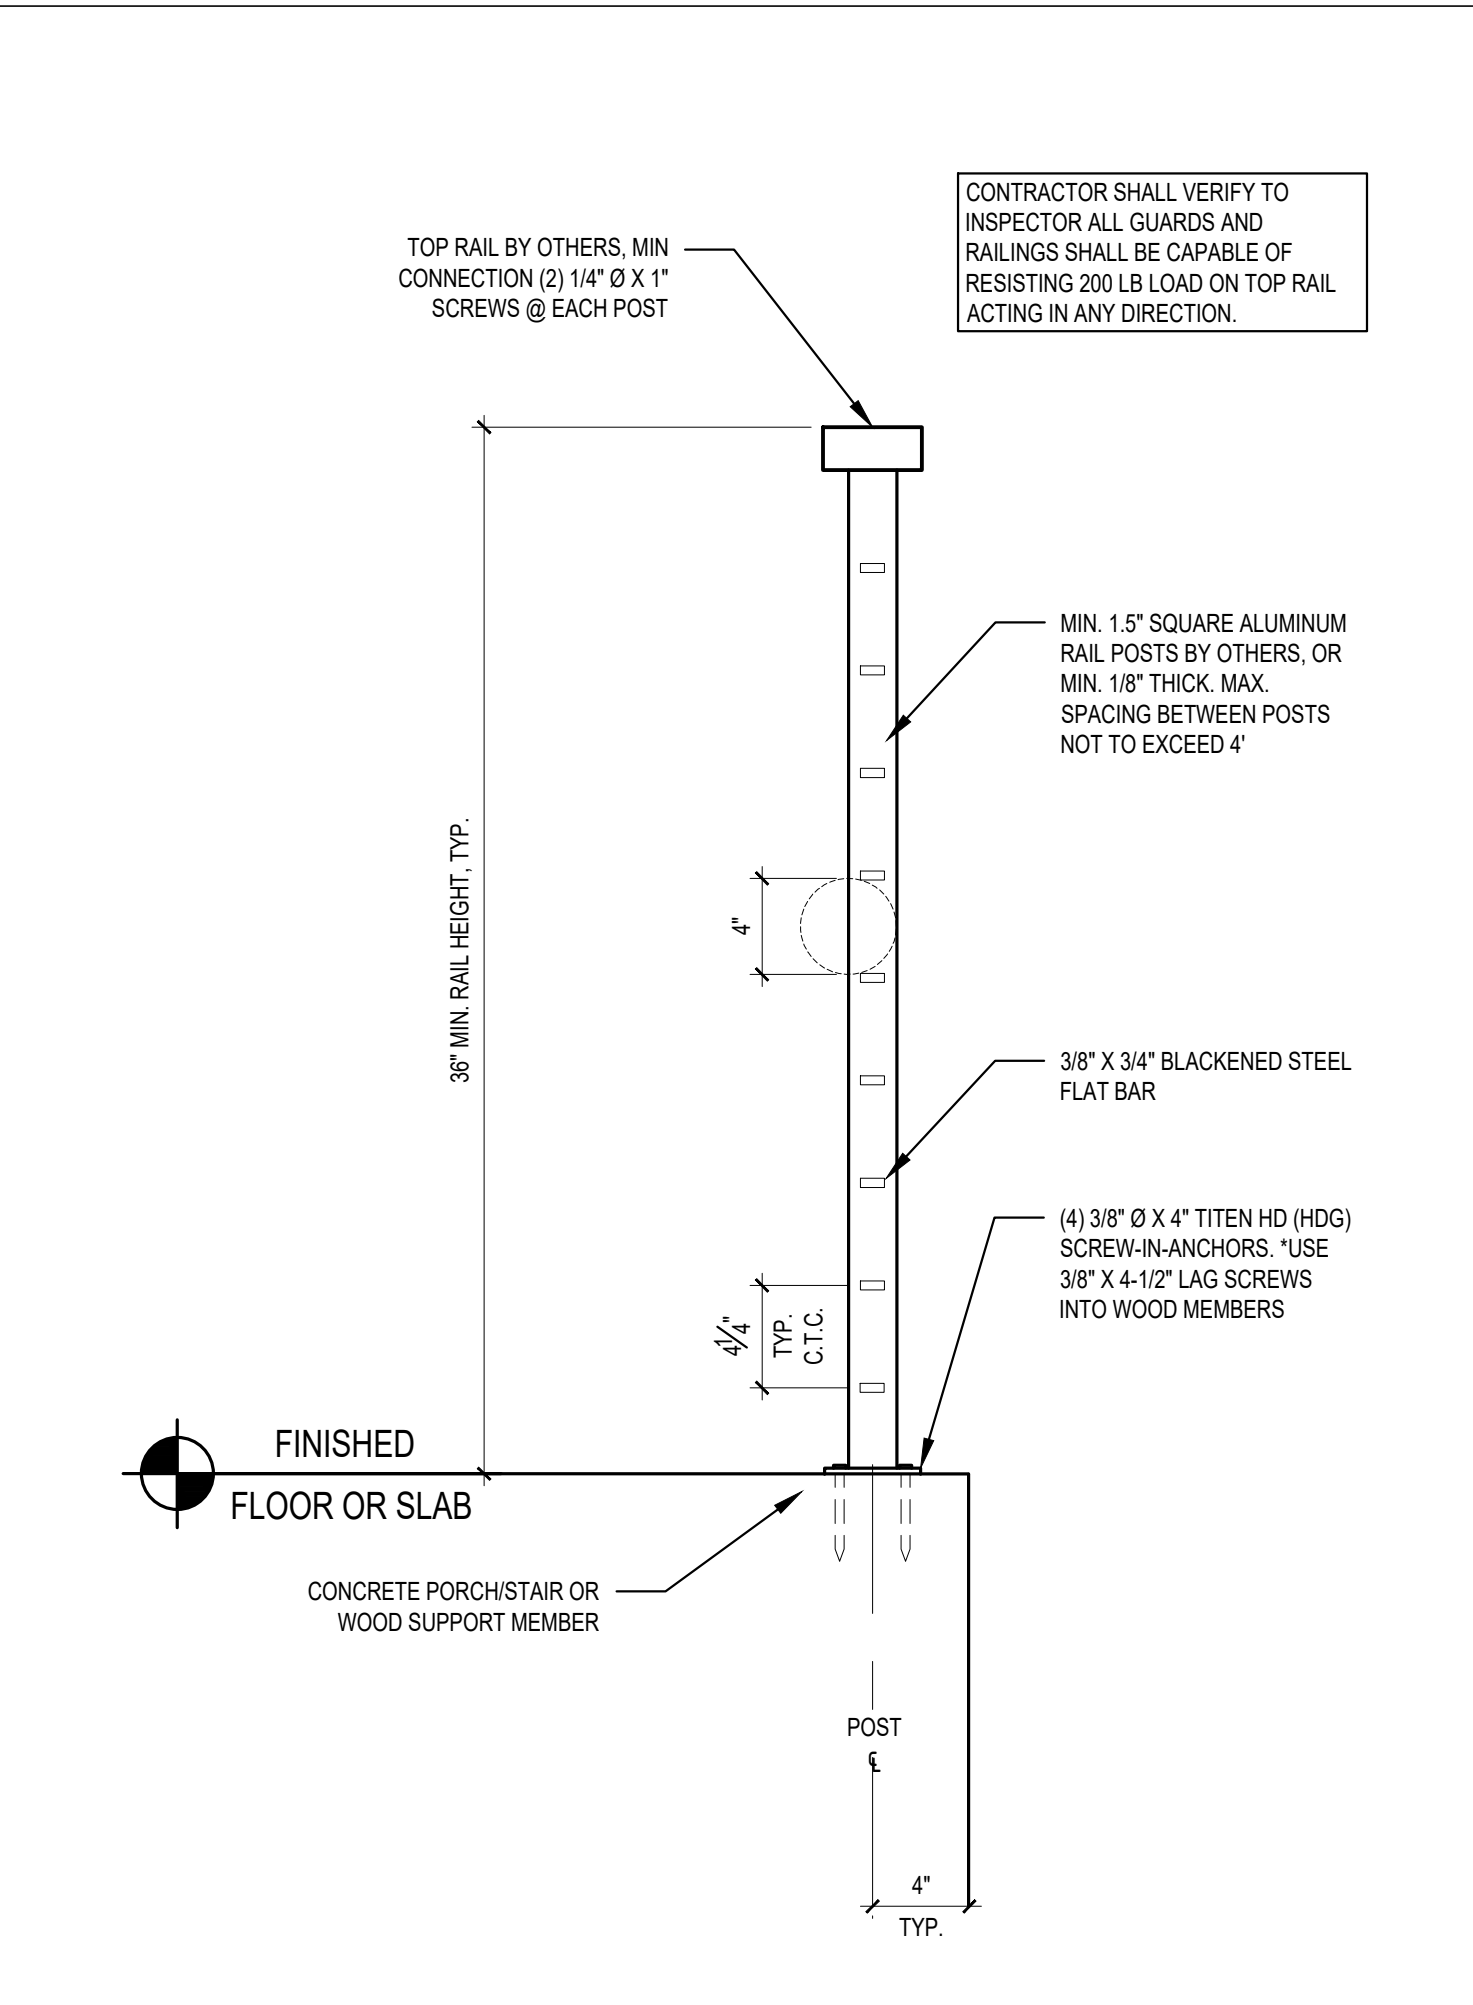 CONTRACTOR SHALL VERIFY TO
INSPECTOR ALL GUARDS AND
RAILINGS SHALL BE CAPABLE OF
RESISTING 200 LB LOAD ON TOP RAIL
ACTING IN ANY DIRECTION.
TOP RAIL BY OTHERS, MIN
CONNECTION (2) 1/4" Ø X 1"
SCREWS @ EACH POST
MIN. 1.5" SQUARE ALUMINUM
RAIL POSTS BY OTHERS, OR
MIN. 1/8" THICK. MAX.
SPACING BETWEEN POSTS
NOT TO EXCEED 4'
36" MIN. RAIL HEIGHT, TYP.
4"
3/8" X 3/4" BLACKENED STEEL
FLAT BAR
(4) 3/8" Ø X 4" TITEN HD (HDG)
SCREW-IN-ANCHORS. *USE
3/8" X 4-1/2" LAG SCREWS
INTO WOOD MEMBERS
4 1/4"
TYP.
C.T.C.
FINISHED
FLOOR OR SLAB
CONCRETE PORCH/STAIR OR
WOOD SUPPORT MEMBER
POST
℄
4"
TYP.